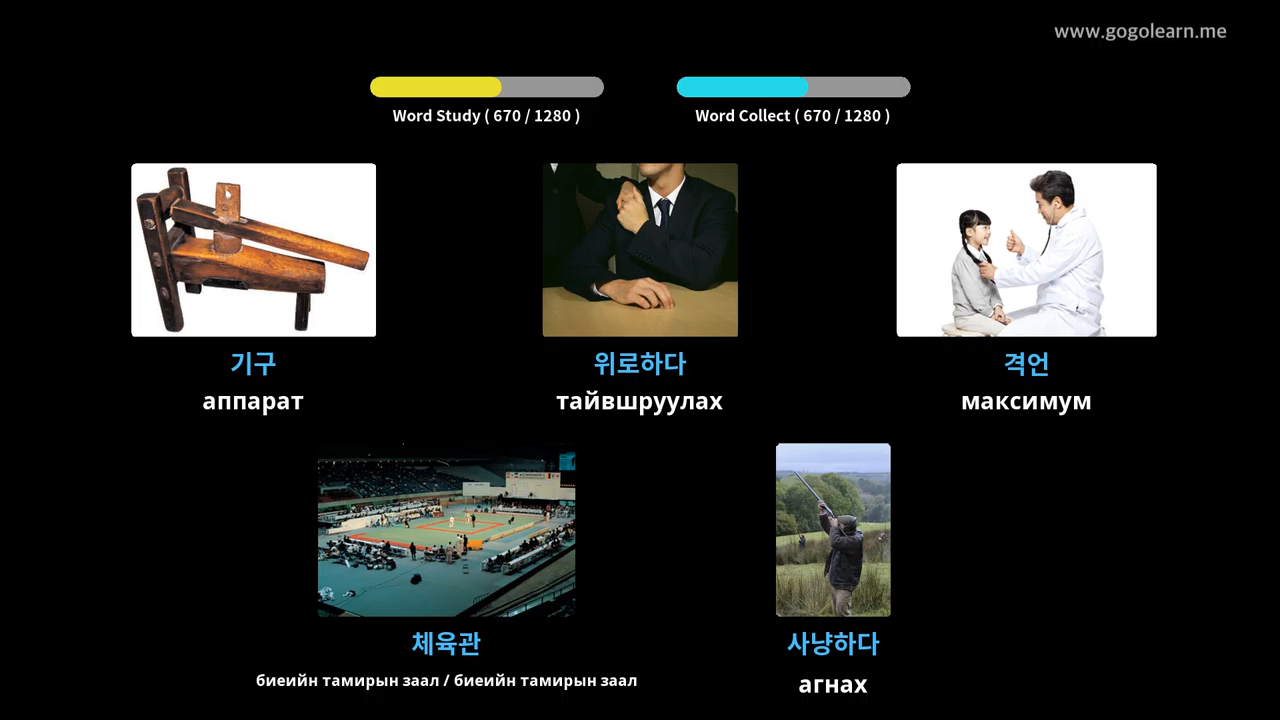 www.gogolearn.me
Word Study ( 670 / 1280 )
Word Collect ( 670 / 1280 )
기구
위로하다
격언
аппарат
тайвшруулах
максимум
체육관
사냥하다
биеийн тамирын заал / биеийн тамирын заал
агнах